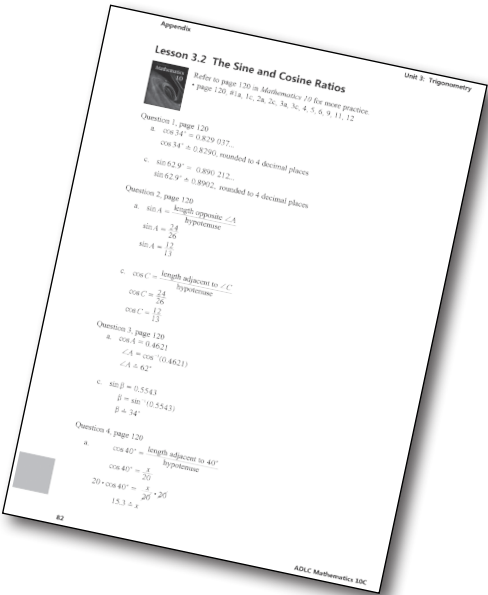 Appendix
Unit 3: Trigonometry
Lesson 3.2 The Sine and Cosine Ratios
mathematics 10
Refer to page 120 in Mathematics 10 for more practice.
• page 120, #1a, 1c, 2a, 2c, 3a, 3c, 4, 5, 6, 9, 11, 12
Question 1, page 120
a. cos 34° = 0.829 037...
cos 34° ≐ 0.8290, rounded to 4 decimal places
c. sin 62.9° = 0.890 212...
sin 62.9° ≐ 0.8902, rounded to 4 decimal places
Question 2, page 120
a. sin A = length opposite ∠A / hypotenuse
sin A = 24/26
sin A = 12/13
c. cos C = length adjacent to ∠C / hypotenuse
cos C = 24/26
cos C = 12/13
Question 3, page 120
a. cos A = 0.4621
∠A = cos⁻¹(0.4621)
∠A ≐ 62°
c. sin β = 0.5543
β = sin⁻¹(0.5543)
β ≐ 34°
Question 4, page 120
a. cos 40° = length adjacent to 40° / hypotenuse
cos 40° = x/20
20 • cos 40° = x/20 • 20
15.3 ≐ x
82
ADLC Mathematics 10C